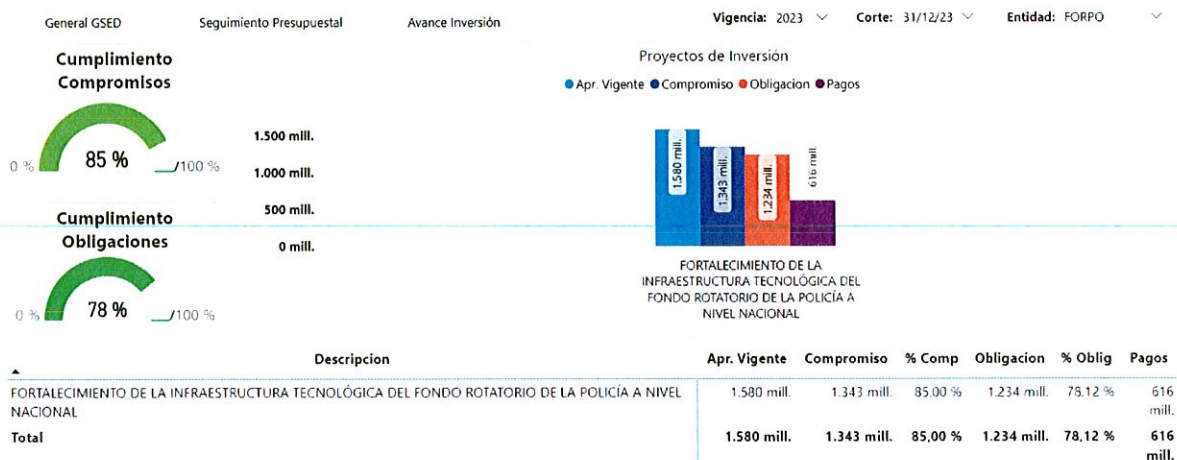 General GSED Seguimiento Presupuestal Avance Inversión Vigencia: 2023 Corte: 31/12/23 Entidad: FORPO
Cumplimiento
Compromisos
85 %
0 %
/100 %
Cumplimiento
Obligaciones
78 %
0 %
/100 %
Proyectos de Inversión
Apr. Vigente Compromiso Obligacion Pagos
1.500 mill.
1.000 mill.
500 mill.
0 mill.
1.580 mill.
1.343 mill.
1.234 mill.
616 mill.
FORTALECIMIENTO DE LA
INFRAESTRUCTURA TECNOLÓGICA DEL
FONDO ROTATORIO DE LA POLICÍA A
NIVEL NACIONAL
Descripcion Apr. Vigente Compromiso % Comp Obligacion % Oblig Pagos
FORTALECIMIENTO DE LA INFRAESTRUCTURA TECNOLÓGICA DEL FONDO ROTATORIO DE LA POLICÍA A NIVEL 1.580 mill. 1.343 mill. 85,00 % 1.234 mill. 78,12 % 616
NACIONAL mill.
Total 1.580 mill. 1.343 mill. 85,00 % 1.234 mill. 78,12 % 616
mill.